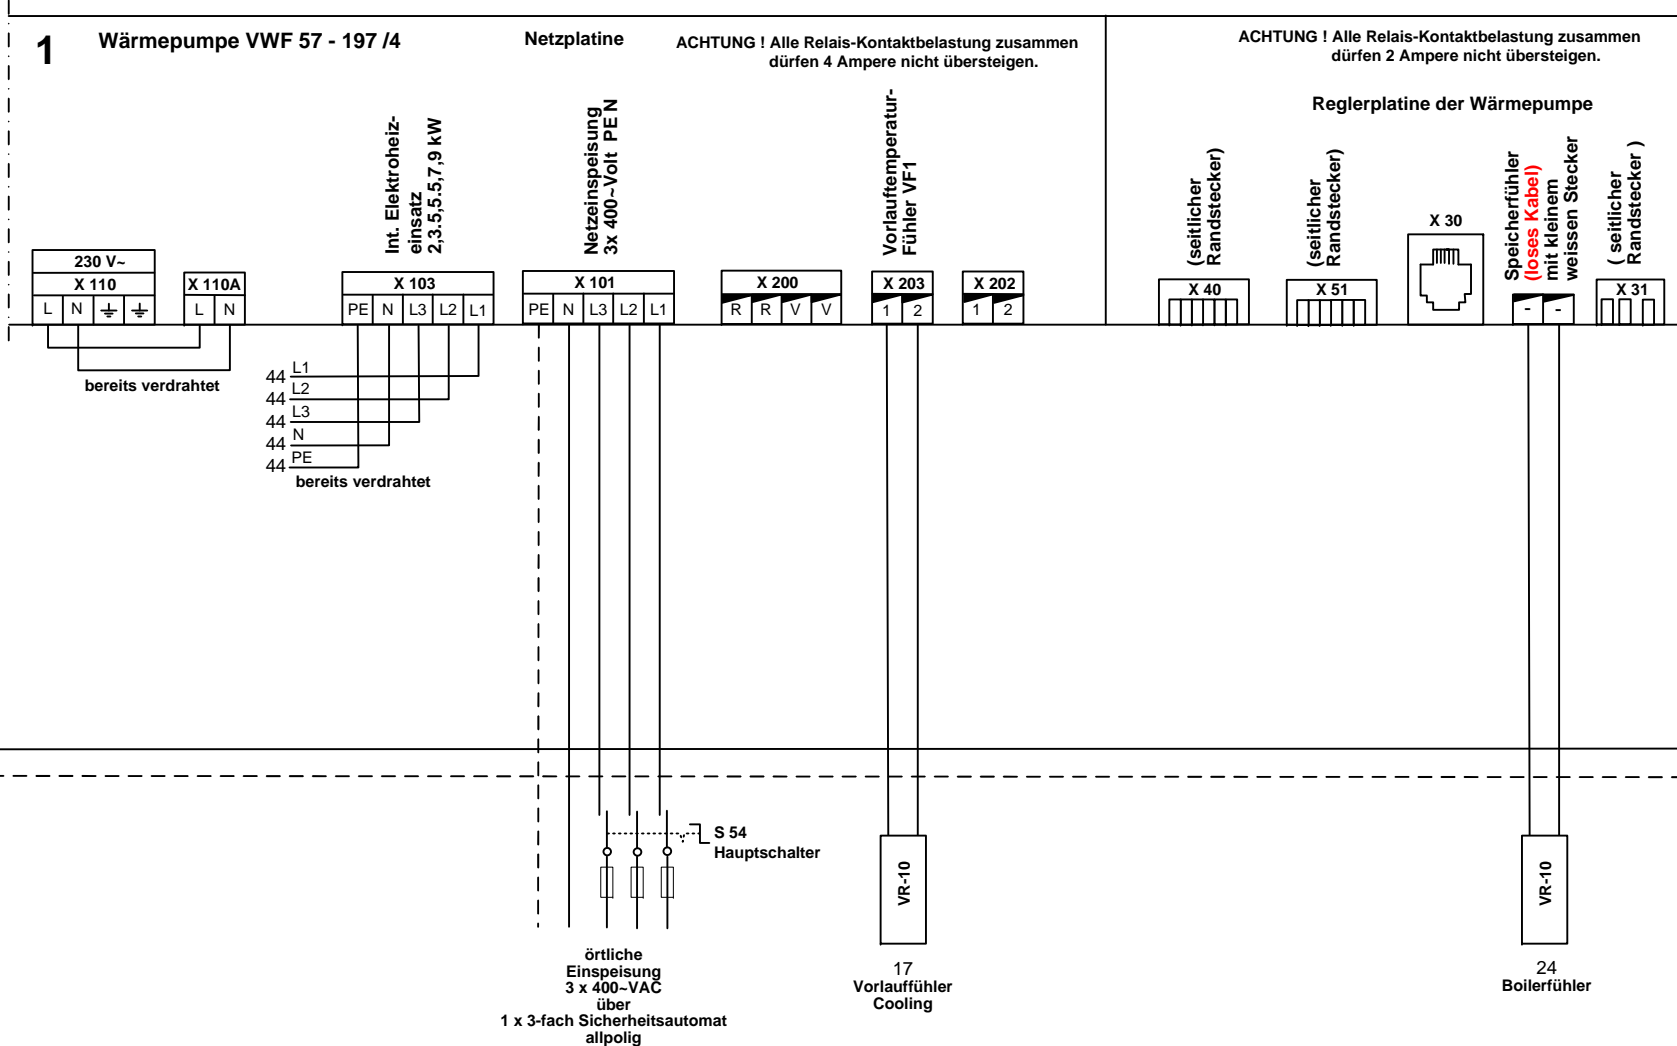 1
Wärmepumpe VWF 57 - 197 /4
Netzplatine
ACHTUNG ! Alle Relais-Kontaktbelastung zusammen
dürfen 4 Ampere nicht übersteigen.
ACHTUNG ! Alle Relais-Kontaktbelastung zusammen
dürfen 2 Ampere nicht übersteigen.
Reglerplatine der Wärmepumpe
Int. Elektroheiz-
einsatz
2,3.5,5.5,7,9 kW
Netzeinspeisung
3x 400~Volt PE N
Vorlauftemperatur-
Fühler VF1
(seitlicher
Randstecker)
(seitlicher
Randstecker)
X 30
Speicherfühler
(loses Kabel)
mit kleinem
weissen Stecker
( seitlicher
Randstecker )
230 V~
X 110
L N
X 110A
L N
X 103
PE N L3 L2 L1
X 101
PE N L3 L2 L1
X 200
R R V V
X 203
1 2
X 202
1 2
X 40
X 51
- -
X 31
bereits verdrahtet
44 L1
44 L2
44 L3
44 N
44 PE
bereits verdrahtet
S 54
Hauptschalter
VR-10
VR-10
örtliche
Einspeisung
3 x 400~VAC
über
1 x 3-fach Sicherheitsautomat
allpolig
17
Vorlauffühler
Cooling
24
Boilerfühler